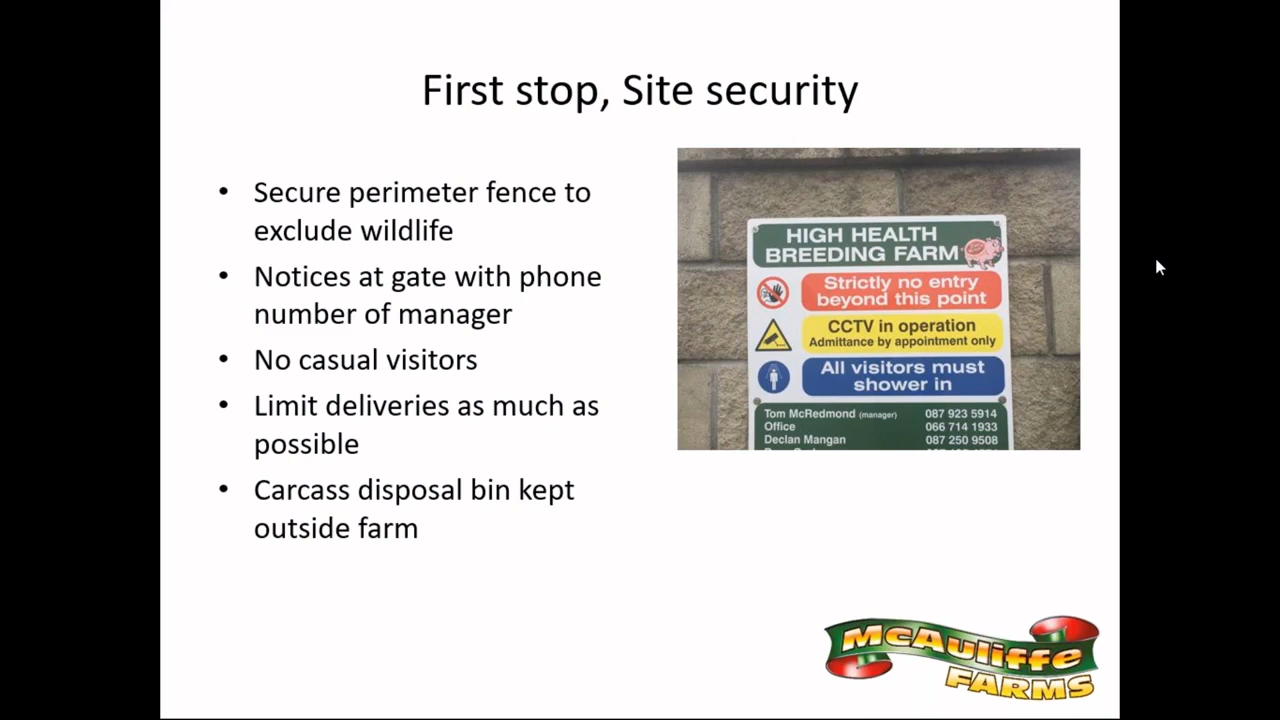 First stop, Site security
• Secure perimeter fence to
exclude wildlife
• Notices at gate with phone
number of manager
• No casual visitors
• Limit deliveries as much as
possible
• Carcass disposal bin kept
outside farm
HIGH HEALTH
BREEDING FARM
Strictly no entry
beyond this point
CCTV in operation
Admittance by appointment only
All visitors must
shower in
Tom McRedmond (manager) 087 923 5914
Office 066 714 1933
Declan Mangan 087 250 9508
McAuliffe
FARMS